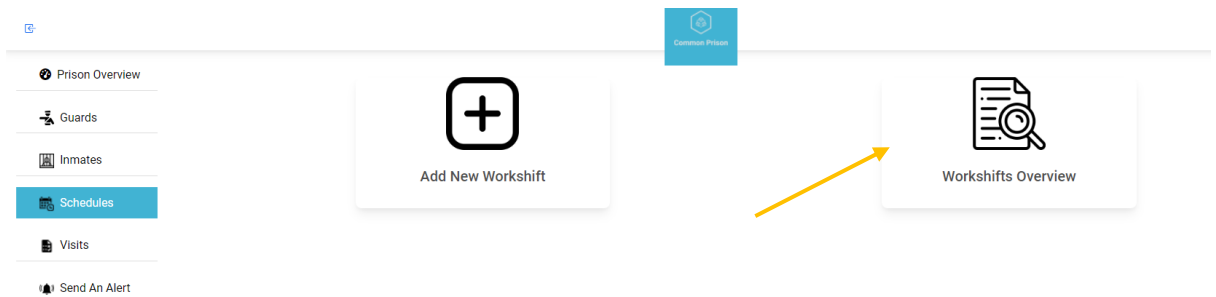 Common Prison
Prison Overview
Guards
Inmates
Schedules
Visits
Send An Alert
Add New Workshift
Workshifts Overview